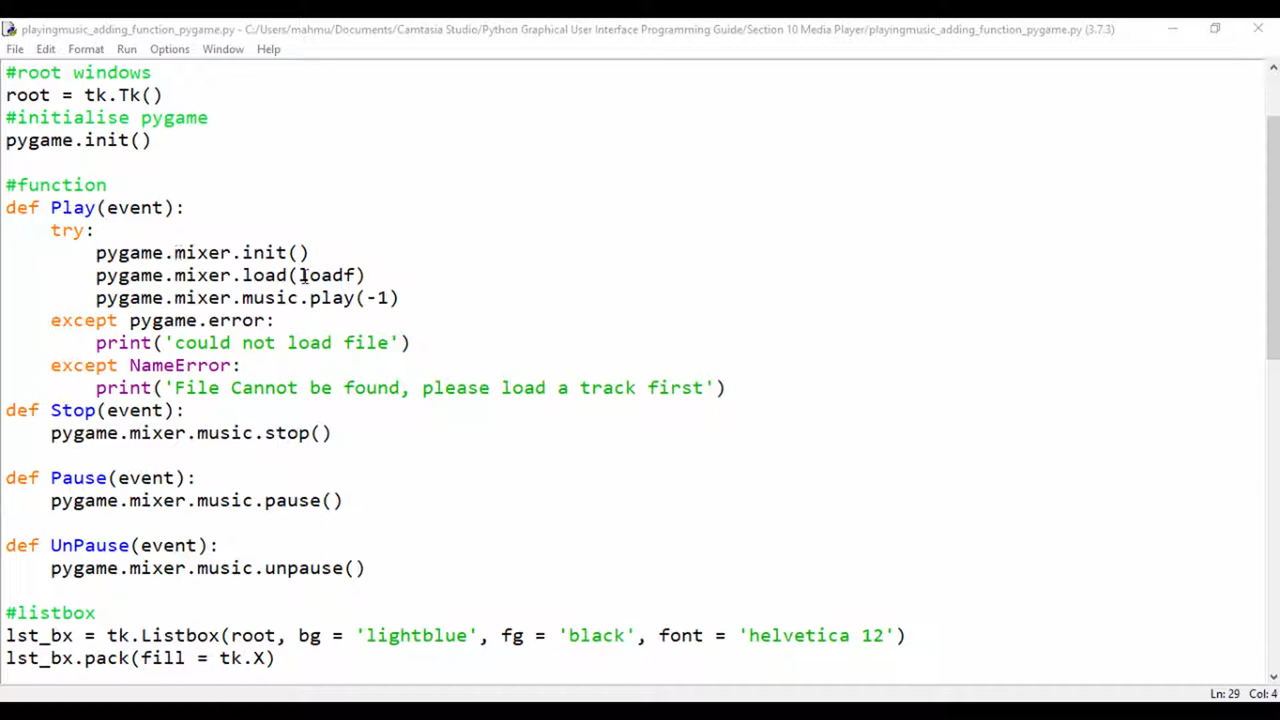 playingmusic_adding_function_pygame.py - C:/Users/mahmu/Documents/Camtasia Studio/Python Graphical User Interface Programming Guide/Section 10 Media Player/playingmusic_adding_function_pygame.py (3.7.3)
File Edit Format Run Options Window Help
#root windows
root = tk.Tk()
#initialise pygame
pygame.init()
#function
def Play(event):
    try:
        pygame.mixer.init()
        pygame.mixer.load(loadf)
        pygame.mixer.music.play(-1)
    except pygame.error:
        print('could not load file')
    except NameError:
        print('File Cannot be found, please load a track first')
def Stop(event):
    pygame.mixer.music.stop()
def Pause(event):
    pygame.mixer.music.pause()
def UnPause(event):
    pygame.mixer.music.unpause()
#listbox
lst_bx = tk.Listbox(root, bg = 'lightblue', fg = 'black', font = 'helvetica 12')
lst_bx.pack(fill = tk.X)
Ln: 29 Col: 4